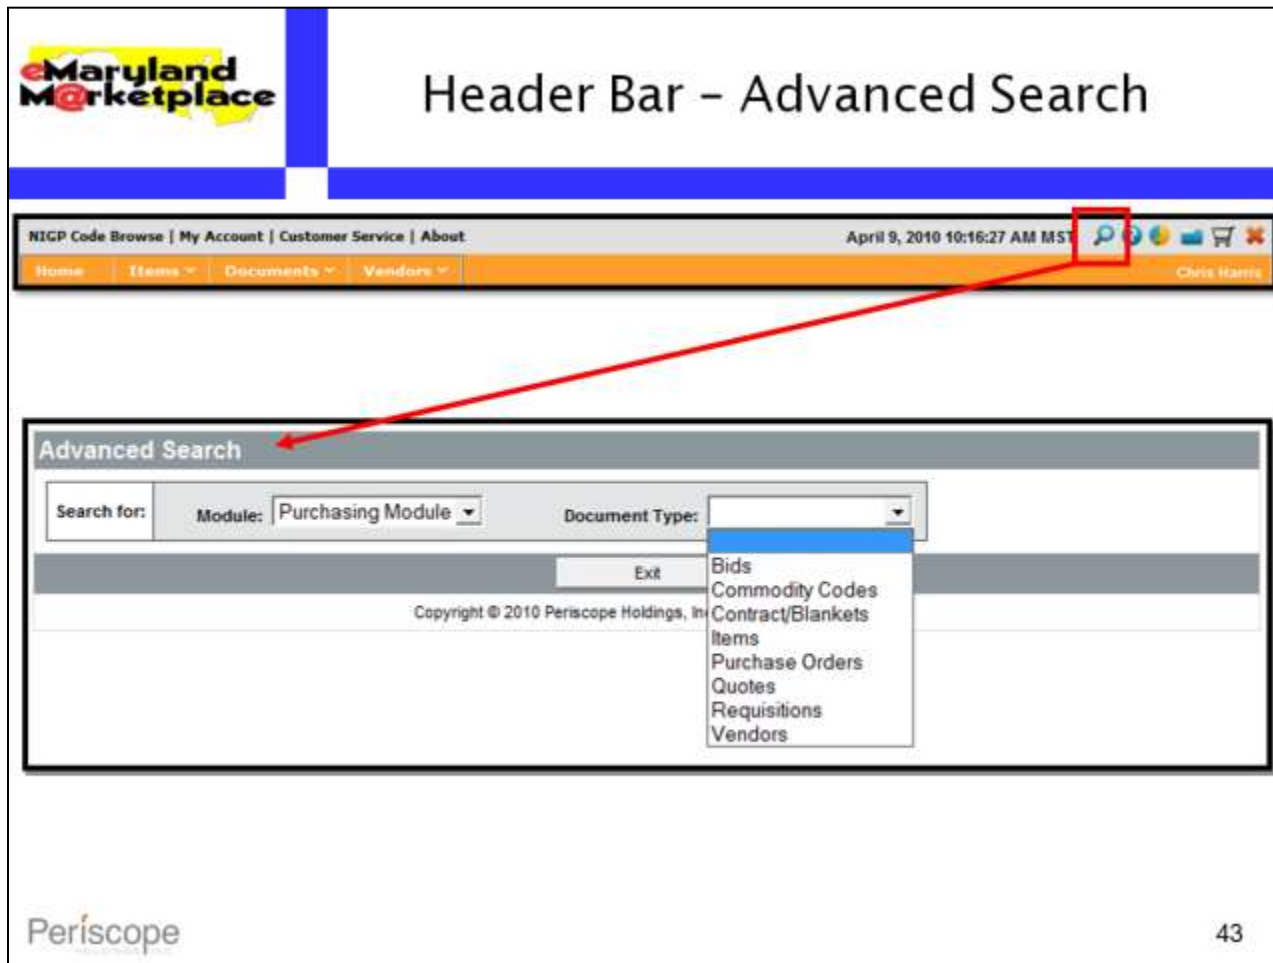 eMaryland
M@rketplace
Header Bar – Advanced Search
NIGP Code Browse | My Account | Customer Service | About
April 9, 2010 10:16:27 AM MST
Home Items Documents Vendors
Chris Harris
Advanced Search
Search for: Module: Purchasing Module Document Type:
Bids
Commodity Codes
Contract/Blankets
Items
Purchase Orders
Quotes
Requisitions
Vendors
Exit
Copyright © 2010 Periscope Holdings,
Periscope
43